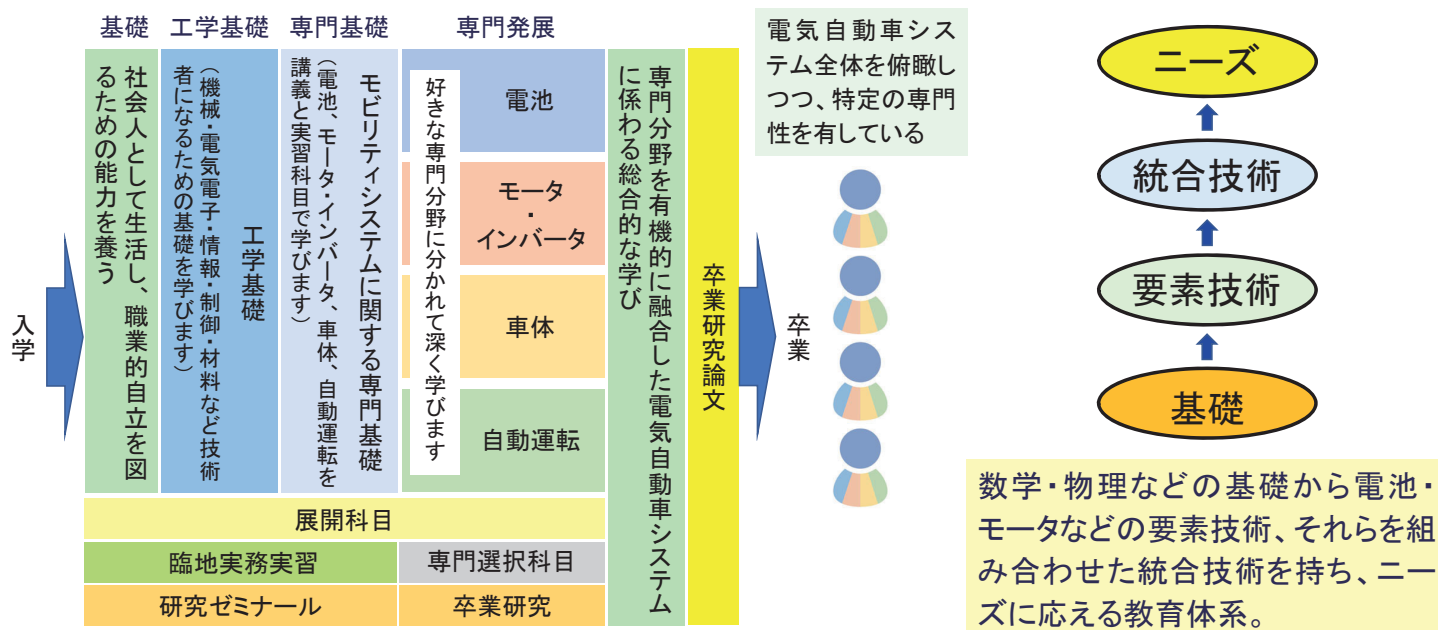 基礎
工学基礎
専門基礎
専門発展
入学
社会人として生活し、職業的自立を図
るための能力を養う
工学基礎
(機械・電気電子・情報・制御・材料など技術
者になるための基礎を学びます)
モビリティシステムに関する専門基礎
(電池、モータ・インバータ、車体、自動運転を
講義と実習科目で学びます)
好きな専門分野に分かれて深く学びます
電池
モータ
・
インバータ
車体
自動運転
専門分野を有機的に融合した電気自動車システム
に係わる総合的な学び
卒業研究論文
展開科目
臨地実務実習
専門選択科目
研究ゼミナール
卒業研究
卒業
電気自動車シス
テム全体を俯瞰し
つつ、特定の専門
性を有している
ニーズ
統合技術
要素技術
基礎
数学・物理などの基礎から電池・
モータなどの要素技術、それらを組
み合わせた統合技術を持ち、ニー
ズに応える教育体系。